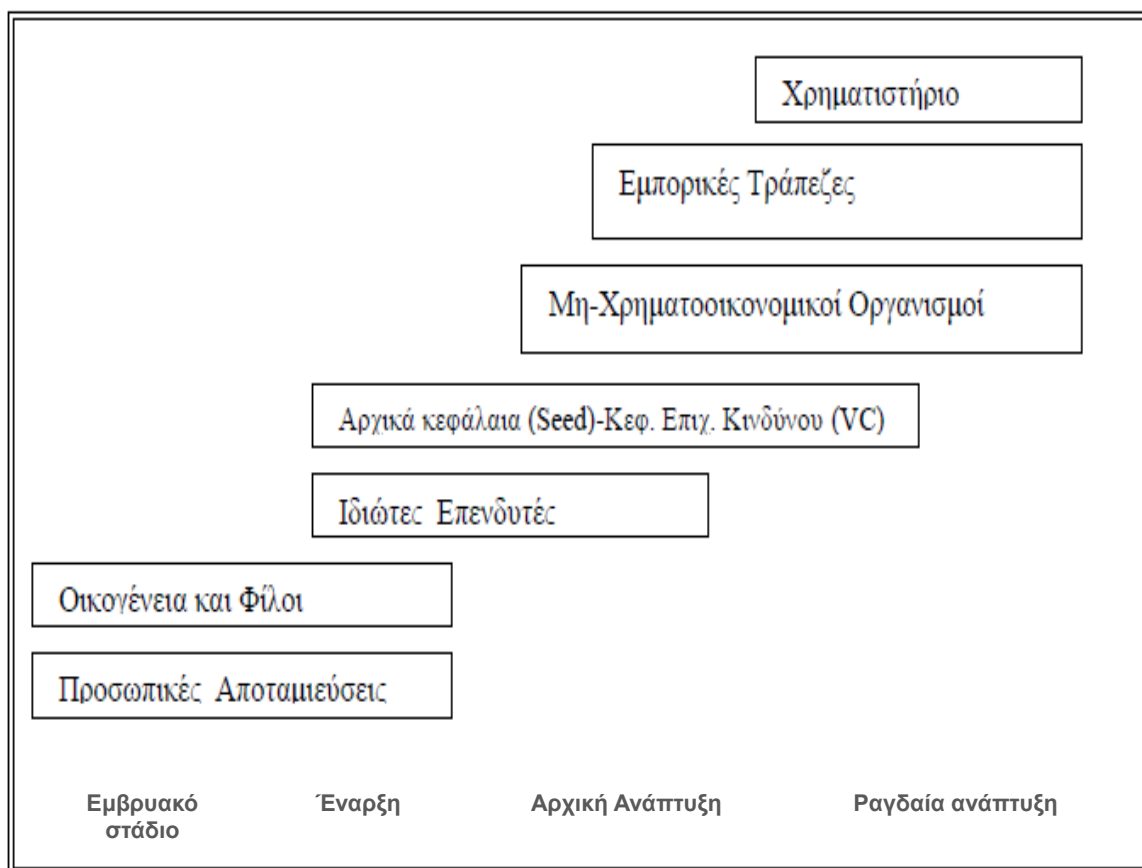 Χρηματιστήριο
Εμπορικές Τράπεζες
Μη-Χρηματοοικονομικοί Οργανισμοί
Αρχικά κεφάλαια (Seed)-Κεφ. Επιχ. Κινδύνου (VC)
Ιδιώτες Επενδυτές
Οικογένεια και Φίλοι
Προσωπικές Αποταμιεύσεις
Εμβρυακό
στάδιο
Έναρξη
Αρχική Ανάπτυξη
Ραγδαία ανάπτυξη